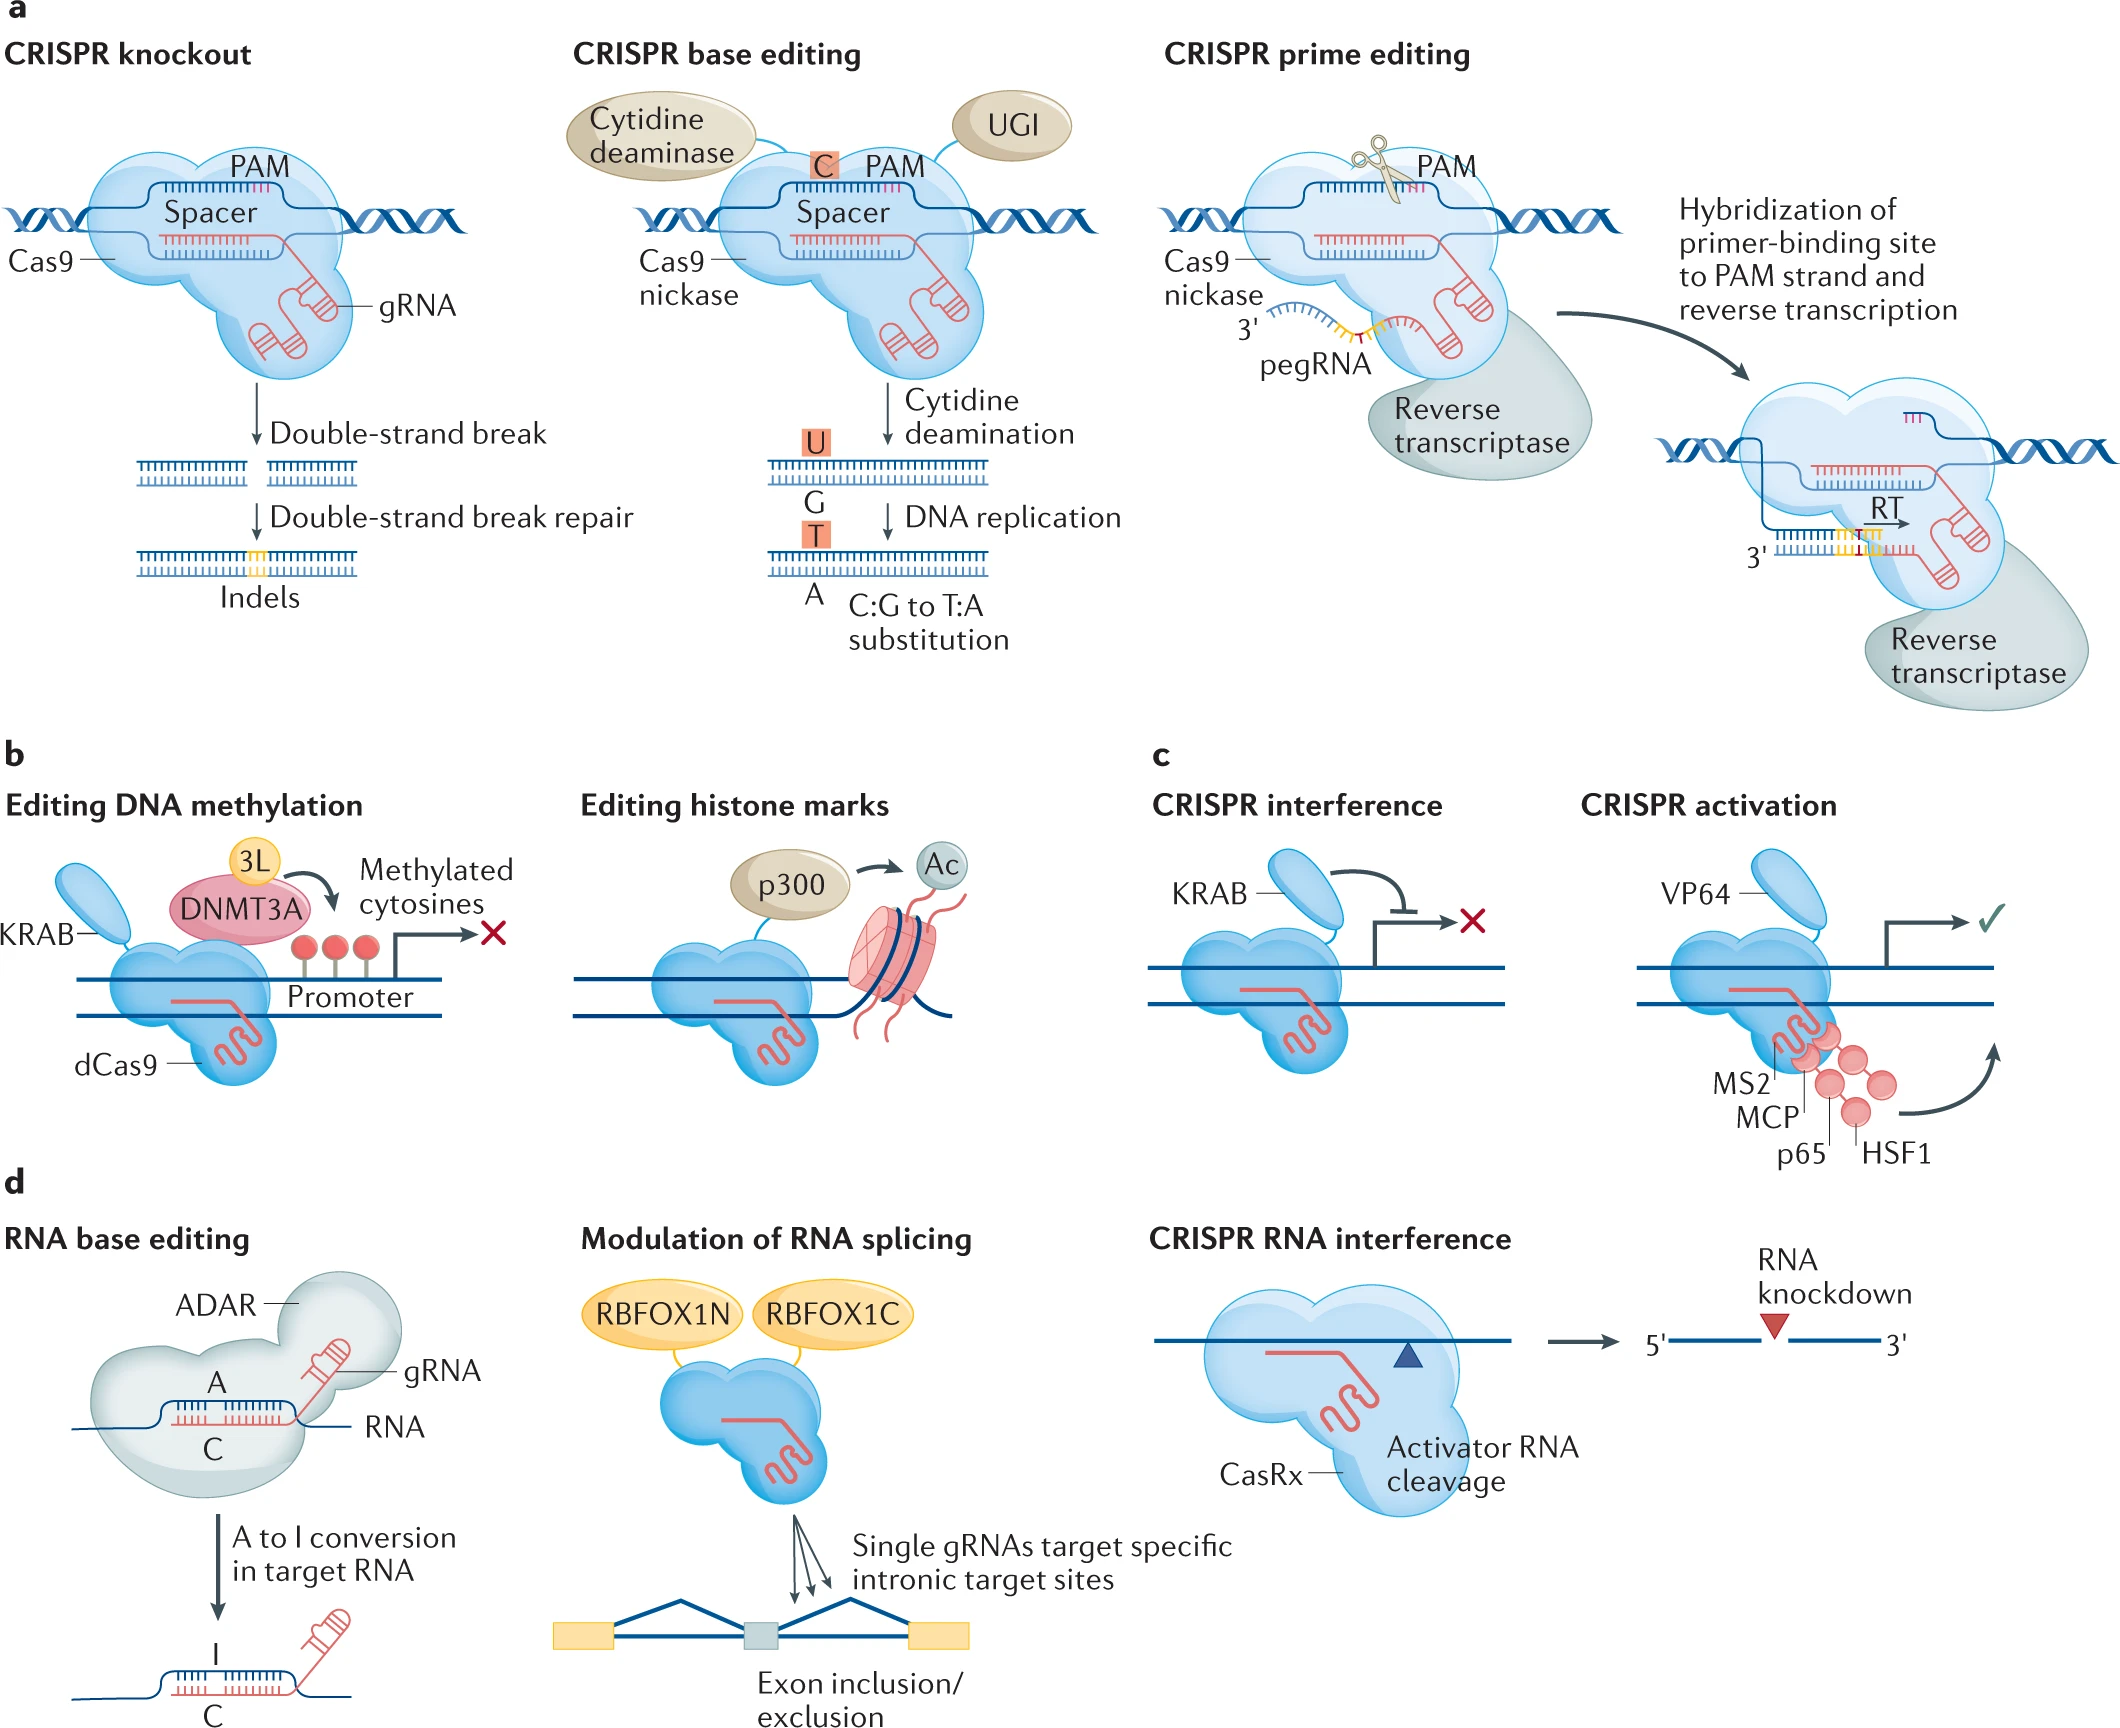 a
CRISPR knockout
PAM
Spacer
Cas9
gRNA
Double-strand break
Double-strand break repair
Indels
CRISPR base editing
Cytidine
deaminase
UGI
C
PAM
Spacer
Cas9
nickase
Cytidine
deamination
U
G
DNA replication
T
A
C:G to T:A
substitution
CRISPR prime editing
PAM
Cas9
nickase
3'
pegRNA
Reverse
transcriptase
Hybridization of
primer-binding site
to PAM strand and
reverse transcription
RT
3'
Reverse
transcriptase
b
Editing DNA methylation
3L
DNMT3A
Methylated
cytosines
KRAB
Promoter
dCas9
Editing histone marks
p300
Ac
c
CRISPR interference
KRAB
CRISPR activation
VP64
MS2
MCP
p65
HSF1
d
RNA base editing
ADAR
gRNA
A
RNA
C
A to I conversion
in target RNA
I
C
Modulation of RNA splicing
RBFOX1N
RBFOX1C
Single gRNAs target specific
intronic target sites
Exon inclusion/
exclusion
CRISPR RNA interference
CasRx
Activator RNA
cleavage
RNA
knockdown
5'
3'